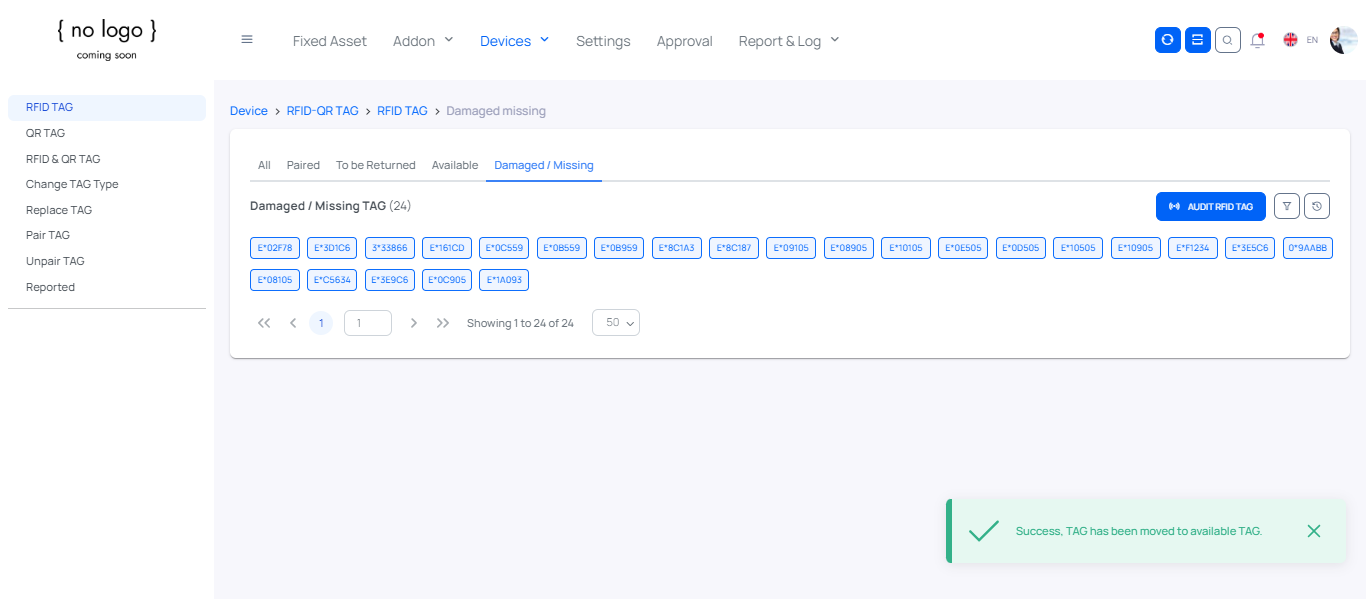 { no logo }
coming soon
Fixed Asset Addon Devices Settings Approval Report & Log EN
RFID TAG
QR TAG
RFID & QR TAG
Change TAG Type
Replace TAG
Pair TAG
Unpair TAG
Reported
Device > RFID-QR TAG > RFID TAG > Damaged missing
All Paired To be Returned Available Damaged / Missing
Damaged / Missing TAG (24)
AUDIT RFID TAG
E*02F78 E*3D1C6 3*33866 E*161CD E*0C559 E*0B559 E*0B959 E*8C1A3 E*8C187 E*09105 E*08905 E*10105 E*0E505 E*0D505 E*10505 E*10905 E*F1234 E*3E5C6 0*9AABB
E*08105 E*C5634 E*3E9C6 E*0C905 E*1A093
1 1 Showing 1 to 24 of 24 50
Success, TAG has been moved to available TAG.